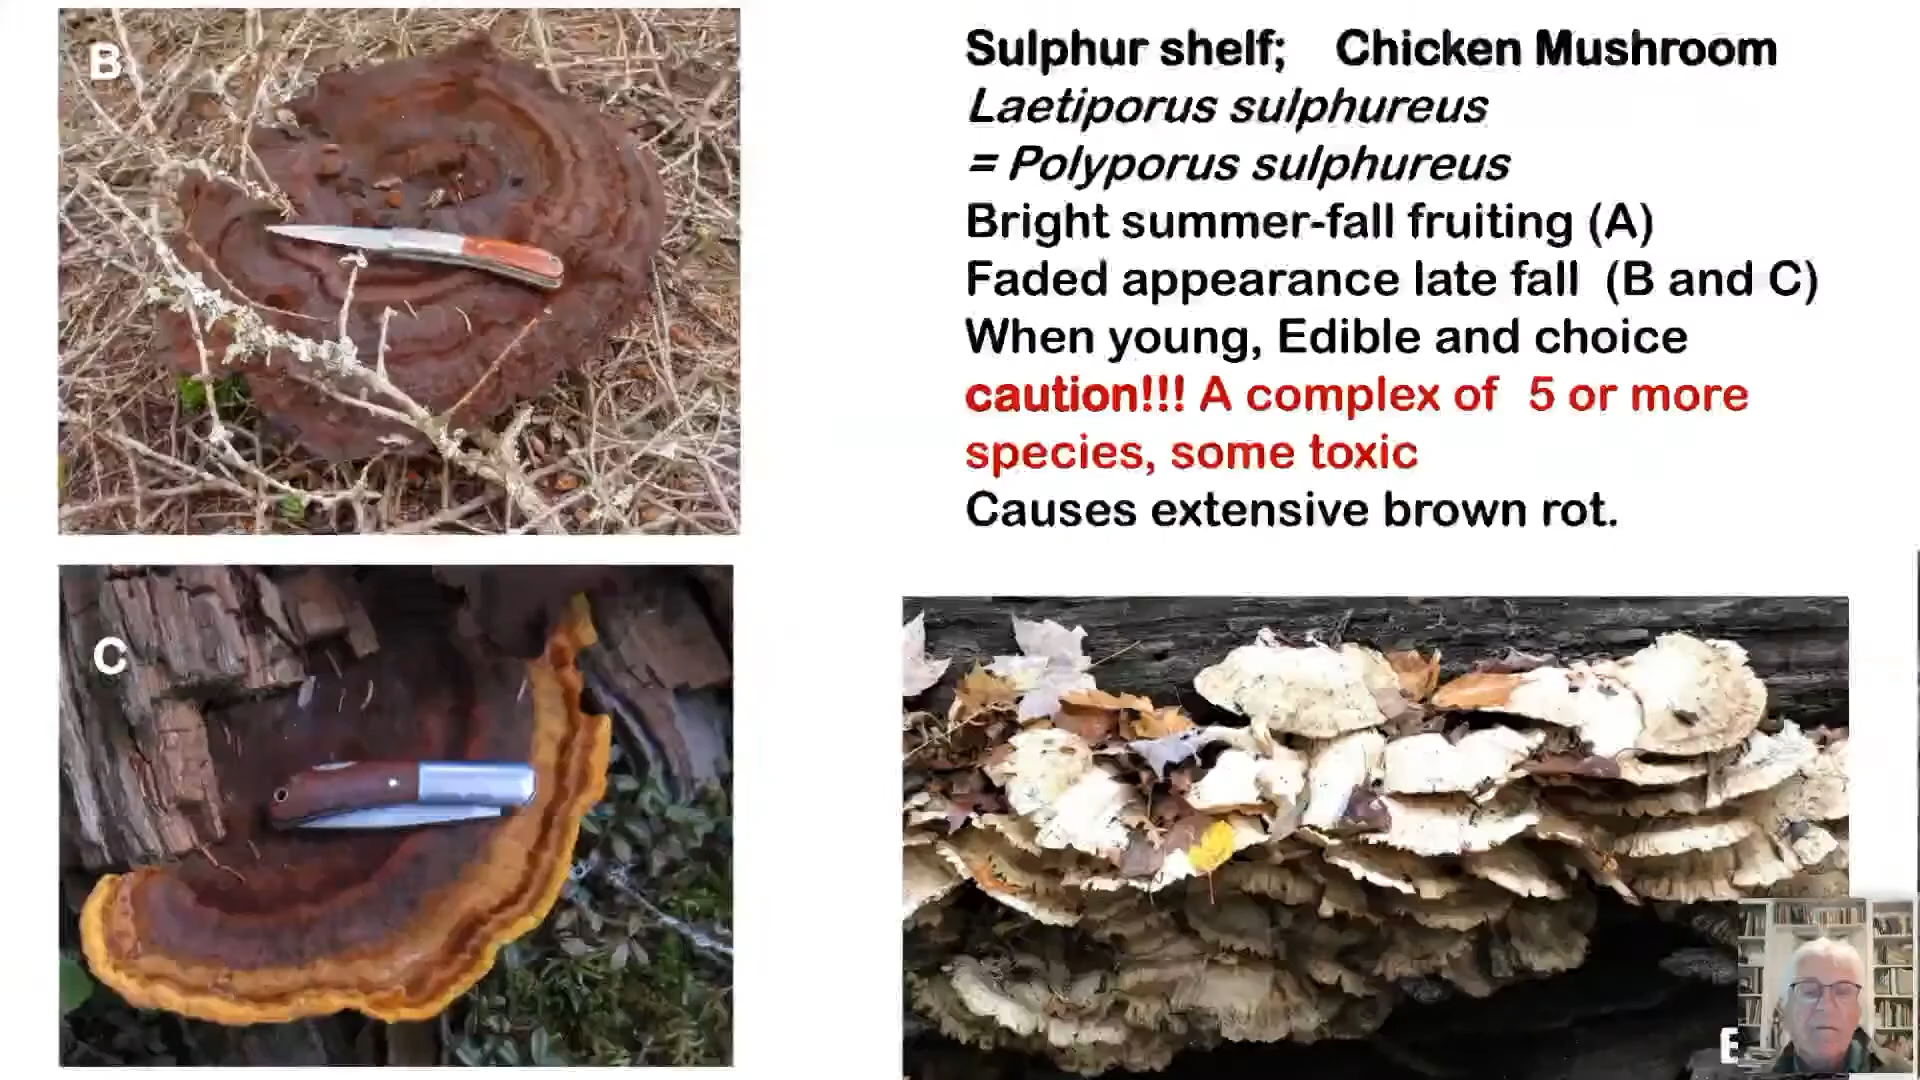 B
Sulphur shelf; Chicken Mushroom
Laetiporus sulphureus
= Polyporus sulphureus
Bright summer-fall fruiting (A)
Faded appearance late fall (B and C)
When young, Edible and choice
caution!!! A complex of 5 or more
species, some toxic
Causes extensive brown rot.
C